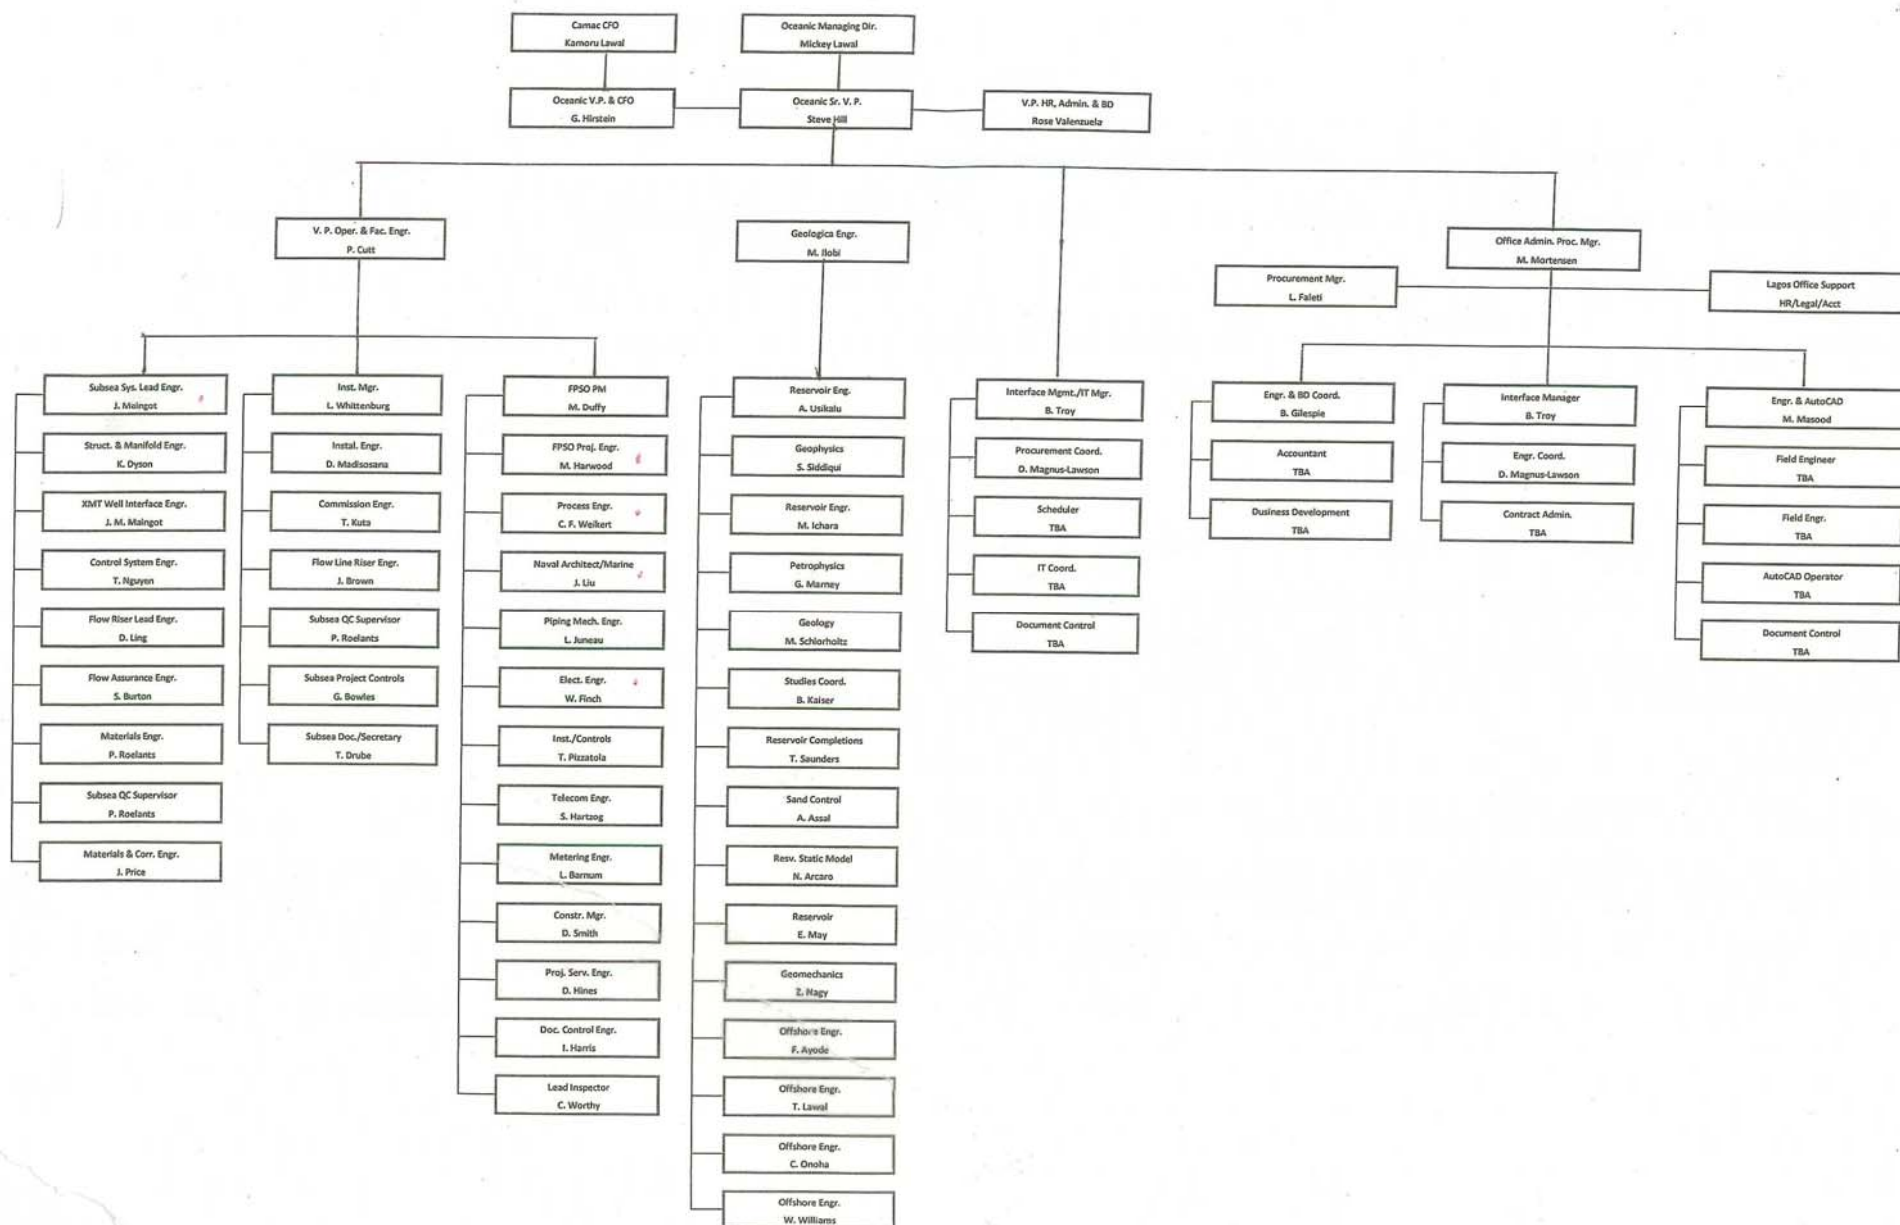 Camac CFO
Kamoru Lawal
Oceanic Managing Dir.
Mickey Lawal
Oceanic V.P. & CFO
G. Hirstein
Oceanic Sr. V. P.
Steve Hill
V.P. HR, Admin. & BD
Rose Valenzuela
V. P. Oper. & Fac. Engr.
P. Cutt
Geologica Engr.
M. Ilobi
Office Admin. Proc. Mgr.
M. Mortensen
Procurement Mgr.
L. Faleti
Lagos Office Support
HR/Legal/Acct
Subsea Sys. Lead Engr.
J. Maingot
Struct. & Manifold Engr.
K. Dyson
XMT Well Interface Engr.
J. M. Maingot
Control System Engr.
T. Nguyen
Flow Riser Lead Engr.
D. Ling
Flow Assurance Engr.
S. Burton
Materials Engr.
P. Roelants
Subsea QC Supervisor
P. Roelants
Materials & Corr. Engr.
J. Price
Inst. Mgr.
L. Whittenburg
Instal. Engr.
D. Madisosana
Commission Engr.
T. Kuta
Flow Line Riser Engr.
J. Brown
Subsea QC Supervisor
P. Roelants
Subsea Project Controls
G. Bowles
Subsea Doc./Secretary
T. Drube
FPSO PM
M. Duffy
FPSO Proj. Engr.
M. Harwood
Process Engr.
C. F. Weikert
Naval Architect/Marine
J. Liu
Piping Mech. Engr.
L. Juneau
Elect. Engr.
W. Finch
Inst./Controls
T. Pizzatola
Telecom Engr.
S. Hartzog
Metering Engr.
L. Barnum
Constr. Mgr.
D. Smith
Proj. Serv. Engr.
D. Hines
Doc. Control Engr.
I. Harris
Lead Inspector
C. Worthy
Reservoir Eng.
A. Usikalu
Geophysics
S. Siddiqui
Reservoir Engr.
M. Ichara
Petrophysics
G. Marney
Geology
M. Schlorholtz
Studies Coord.
B. Kaiser
Reservoir Completions
T. Saunders
Sand Control
A. Assal
Resv. Static Model
N. Arcaro
Reservoir
E. May
Geomechanics
Z. Nagy
Offshore Engr.
F. Ayode
Offshore Engr.
T. Lawal
Offshore Engr.
C. Onoha
Offshore Engr.
W. Williams
Interface Mgmt./IT Mgr.
B. Troy
Procurement Coord.
D. Magnus-Lawson
Scheduler
TBA
IT Coord.
TBA
Document Control
TBA
Engr. & BD Coord.
B. Gilespie
Accountant
TBA
Dusiness Development
TBA
Interface Manager
B. Troy
Engr. Coord.
D. Magnus-Lawson
Contract Admin.
TBA
Engr. & AutoCAD
M. Masood
Field Engineer
TBA
Field Engr.
TBA
AutoCAD Operator
TBA
Document Control
TBA